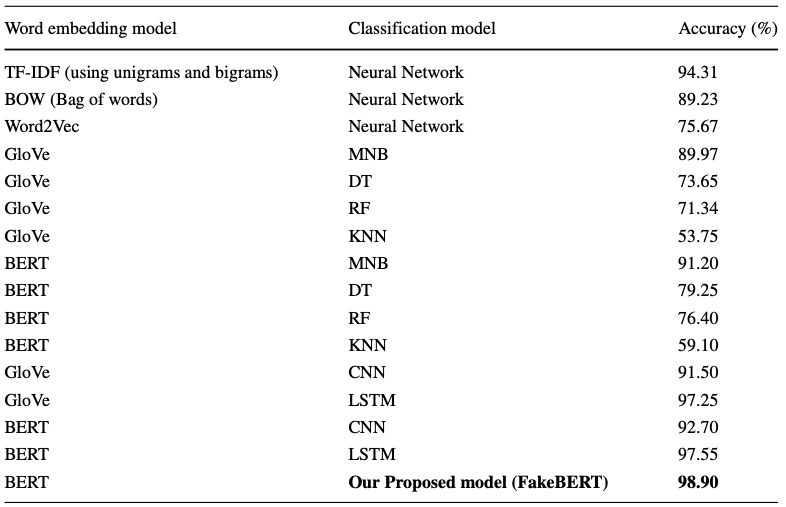 Word embedding model Classification model Accuracy (%)
TF-IDF (using unigrams and bigrams) Neural Network 94.31
BOW (Bag of words) Neural Network 89.23
Word2Vec Neural Network 75.67
GloVe MNB 89.97
GloVe DT 73.65
GloVe RF 71.34
GloVe KNN 53.75
BERT MNB 91.20
BERT DT 79.25
BERT RF 76.40
BERT KNN 59.10
GloVe CNN 91.50
GloVe LSTM 97.25
BERT CNN 92.70
BERT LSTM 97.55
BERT Our Proposed model (FakeBERT) 98.90